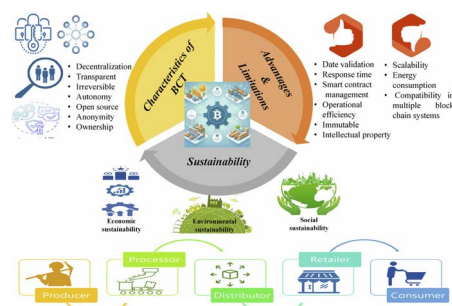 Characteristics of
BCT
Advantages
&
Limitations
Sustainability
• Decentralization
• Transparent
• Irreversible
• Autonomy
• Open source
• Anonymity
• Ownership
• Date validation
• Response time
• Smart contract
management
• Operational
efficiency
• Immutable
• Intellectual property
• Scalability
• Energy
consumption
• Compatibility in
multiple block
chain systems
Economic
sustainability
Environmental
sustainability
Social
sustainability
Producer
Processor
Distributor
Retailer
Consumer